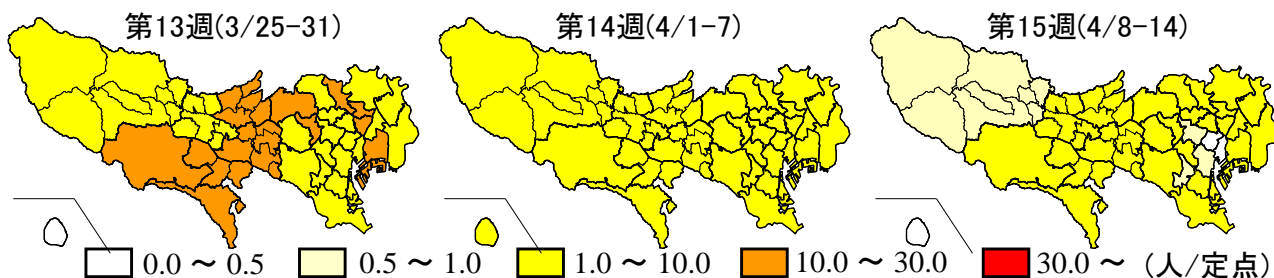 第13週(3/25-31) 第14週(4/1-7) 第15週(4/8-14)
0.0 ～ 0.5 0.5 ～ 1.0 1.0 ～ 10.0 10.0 ～ 30.0 30.0 ～ (人/定点)